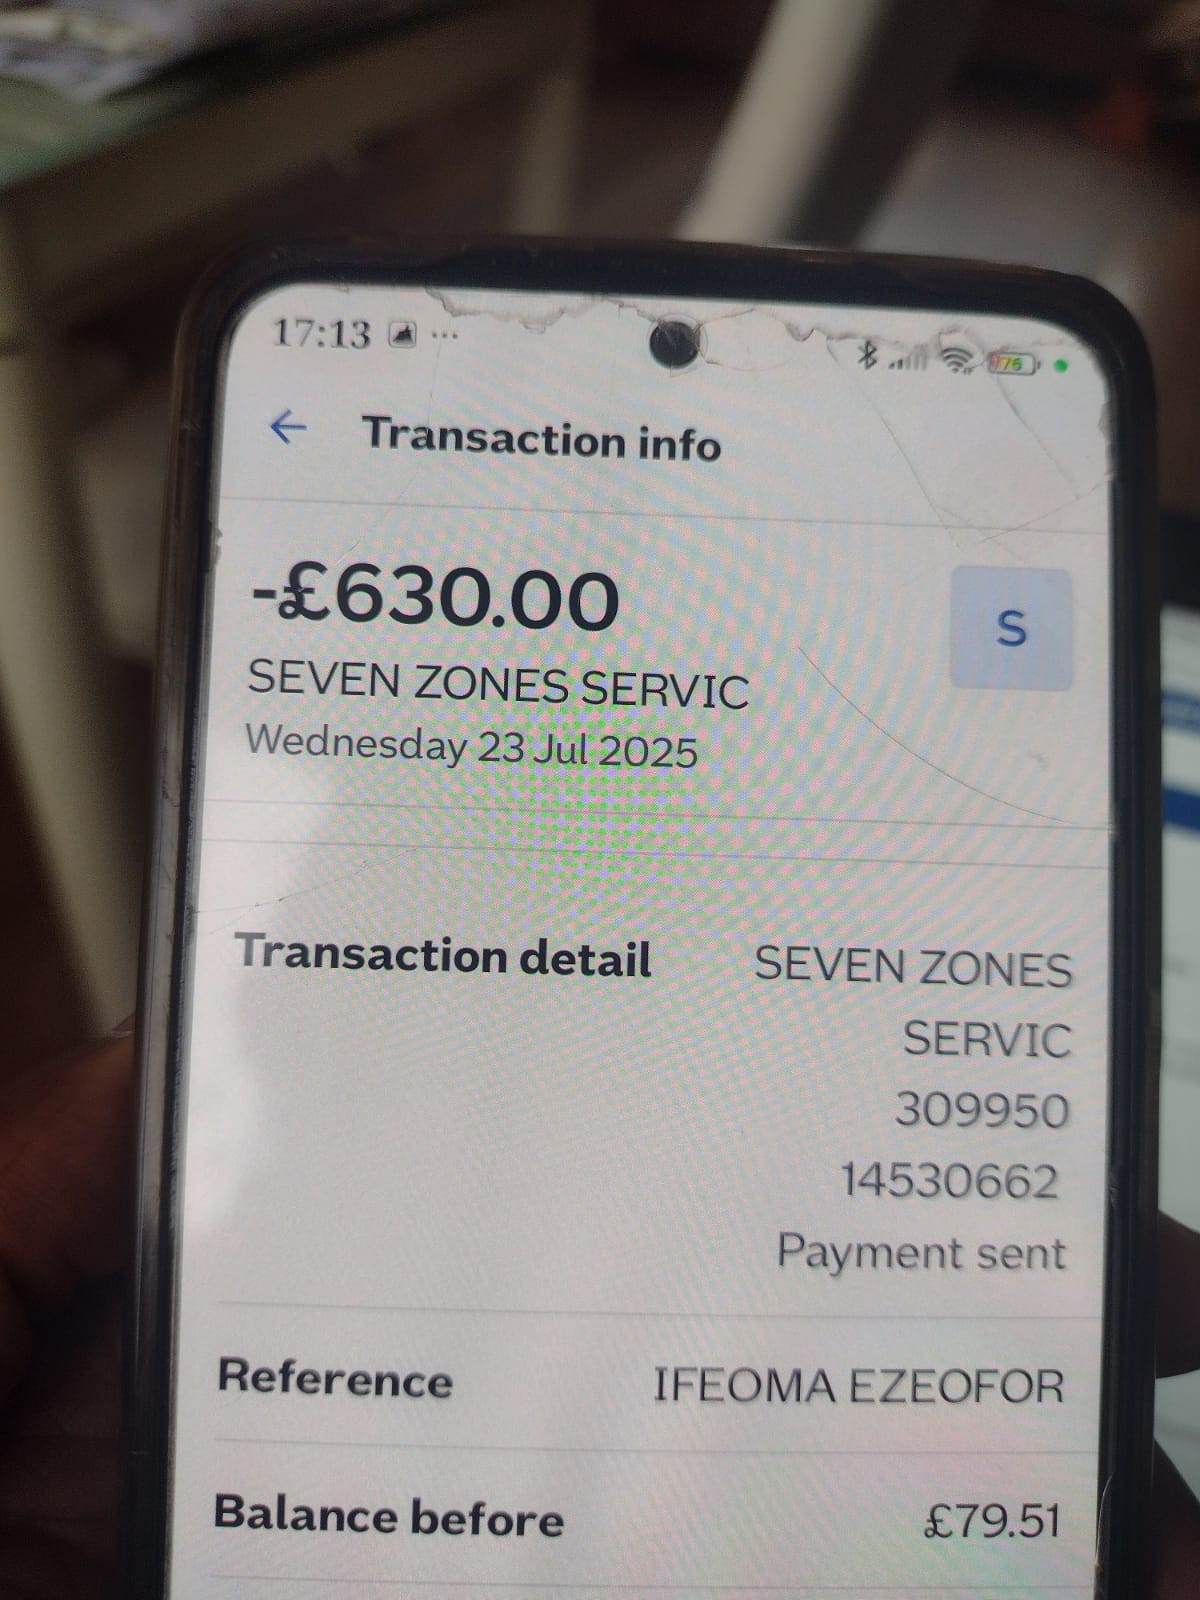 17:13 ...
76
Transaction info
-£630.00
S
SEVEN ZONES SERVIC
Wednesday 23 Jul 2025
Transaction detail SEVEN ZONES
SERVIC
309950
14530662
Payment sent
Reference IFEOMA EZEOFOR
Balance before £79.51